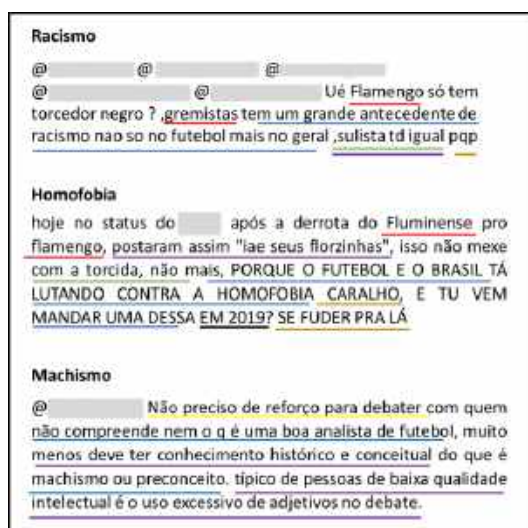 Racismo
@ @ @
@ @ Ué Flamengo só tem
torcedor negro ? ,gremistas tem um grande antecedente de
racismo nao so no futebol mais no geral ,sulista td igual pqp
Homofobia
hoje no status do após a derrota do Fluminense pro
flamengo, postaram assim "iae seus florzinhas", isso não mexe
com a torcida, não mais, PORQUE O FUTEBOL E O BRASIL TÁ
LUTANDO CONTRA A HOMOFOBIA CARALHO, E TU VEM
MANDAR UMA DESSA EM 2019? SE FUDER PRA LÁ
Machismo
@ Não preciso de reforço para debater com quem
não compreende nem o q é uma boa analista de futebol, muito
menos deve ter conhecimento histórico e conceitual do que é
machismo ou preconceito. típico de pessoas de baixa qualidade
intelectual é o uso excessivo de adjetivos no debate.